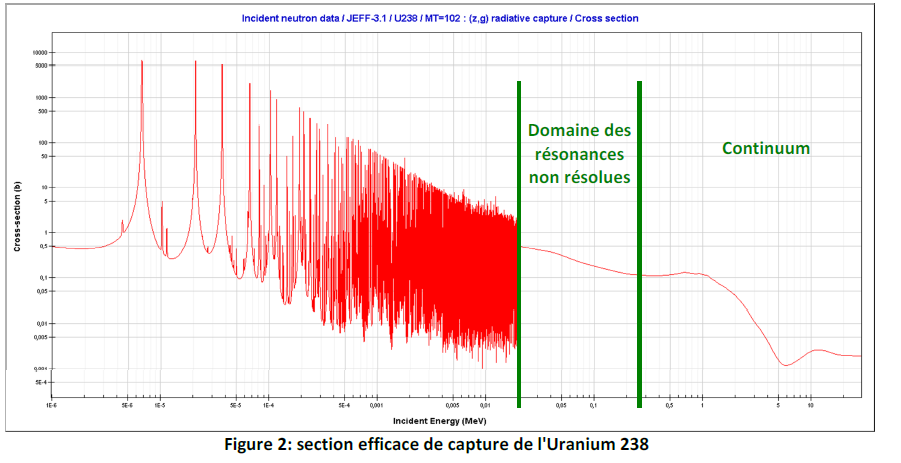 Incident neutron data / JEFF-3.1 / U238 / MT=102 : (z,g) radiative capture / Cross section
10000
5000
1000
500
100
50
10
5
1
0,5
0,1
0,05
0,01
0,005
0,001
5E-4
Cross-section (b)
Domaine des
résonances
non résolues
Continuum
1E-6
5E-6
1E-5
5E-5
1E-4
5E-4
0,001
0,005
0,01
0,05
0,1
0,5
1
5
10
Incident Energy (MeV)
Figure 2: section efficace de capture de l'Uranium 238